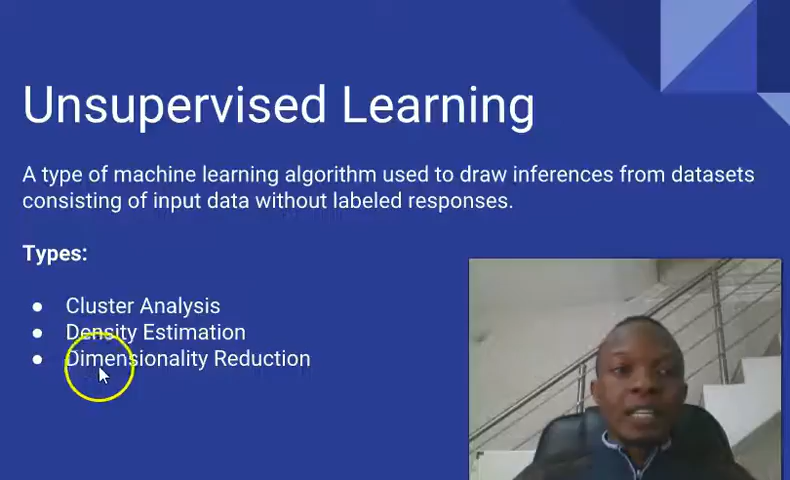 Unsupervised Learning
A type of machine learning algorithm used to draw inferences from datasets
consisting of input data without labeled responses.
Types:
● Cluster Analysis
● Density Estimation
● Dimensionality Reduction